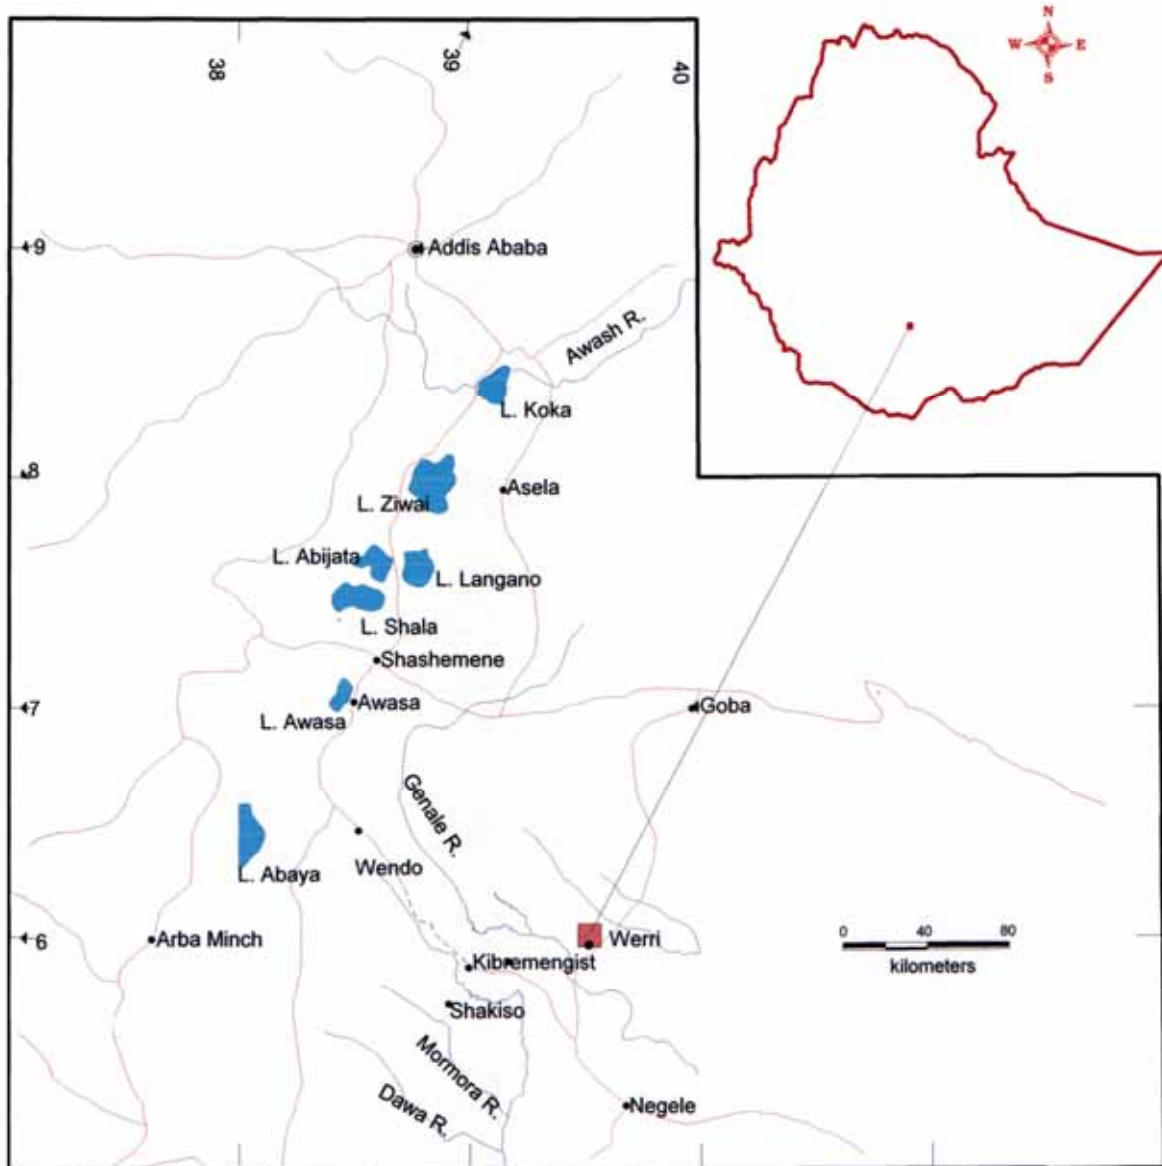 38
39
40
N
W
E
S
9
Addis Ababa
Awash R.
L. Koka
8
L. Ziwai
Asela
L. Abijata
L. Langano
L. Shala
Shashemene
7
Awasa
L. Awasa
Goba
Genale R.
L. Abaya
Wendo
6
Arba Minch
Werri
0 40 80
kilometers
Kibremengist
Shakiso
Mormora R.
Dawa R.
Negele